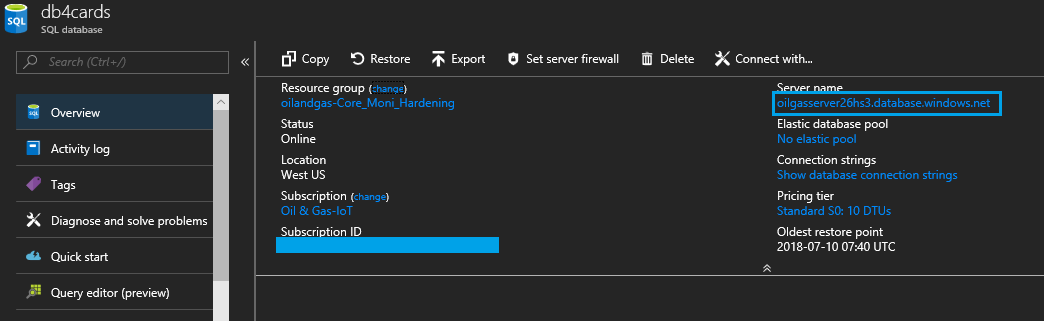 db4cards
SQL database
Search (Ctrl+/)
Overview
Activity log
Tags
Diagnose and solve problems
Quick start
Query editor (preview)
Copy Restore Export Set server firewall Delete Connect with...
Resource group (change)
oilandgas-Core_Moni_Hardening
Status
Online
Location
West US
Subscription (change)
Oil & Gas-IoT
Subscription ID
Server name
oilgasserver26hs3.database.windows.net
Elastic database pool
No elastic pool
Connection strings
Show database connection strings
Pricing tier
Standard S0: 10 DTUs
Oldest restore point
2018-07-10 07:40 UTC